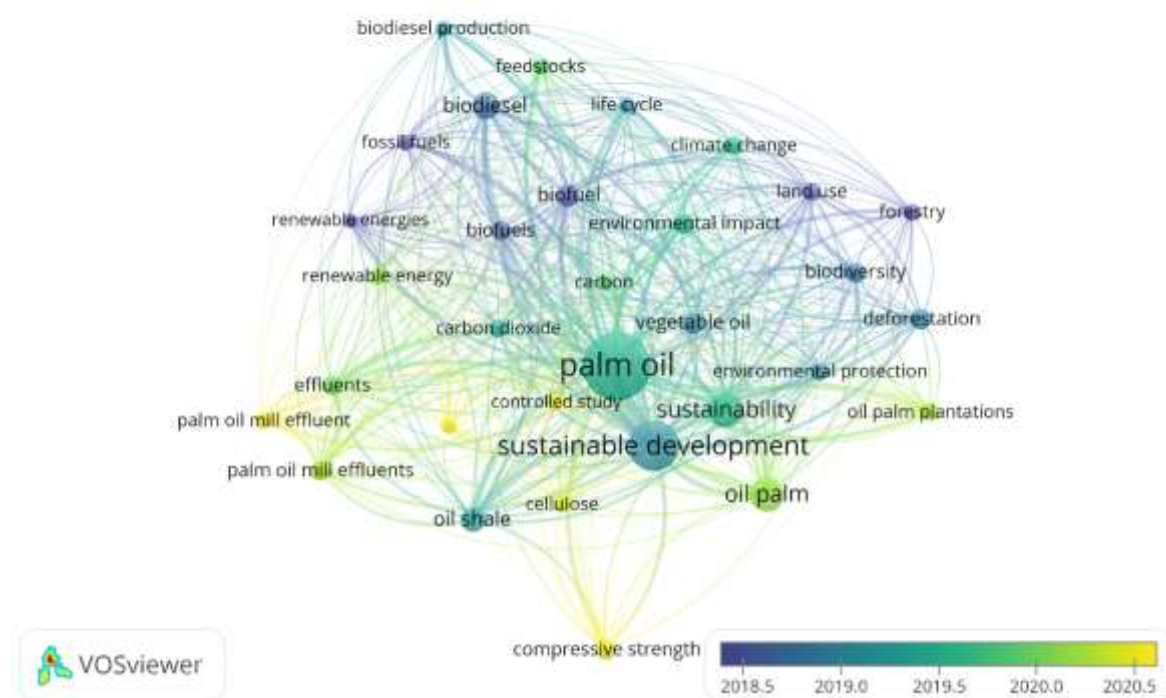 biodiesel production
feedstocks
biodiesel
life cycle
fossil fuels
climate change
biofuel
land use
renewable energies
biofuels
environmental impact
forestry
renewable energy
carbon
biodiversity
carbon dioxide
vegetable oil
deforestation
palm oil
environmental protection
effluents
controlled study
sustainability
oil palm plantations
palm oil mill effluent
sustainable development
palm oil mill effluents
oil palm
cellulose
oil shale
compressive strength
VOSviewer
2018.5 2019.0 2019.5 2020.0 2020.5